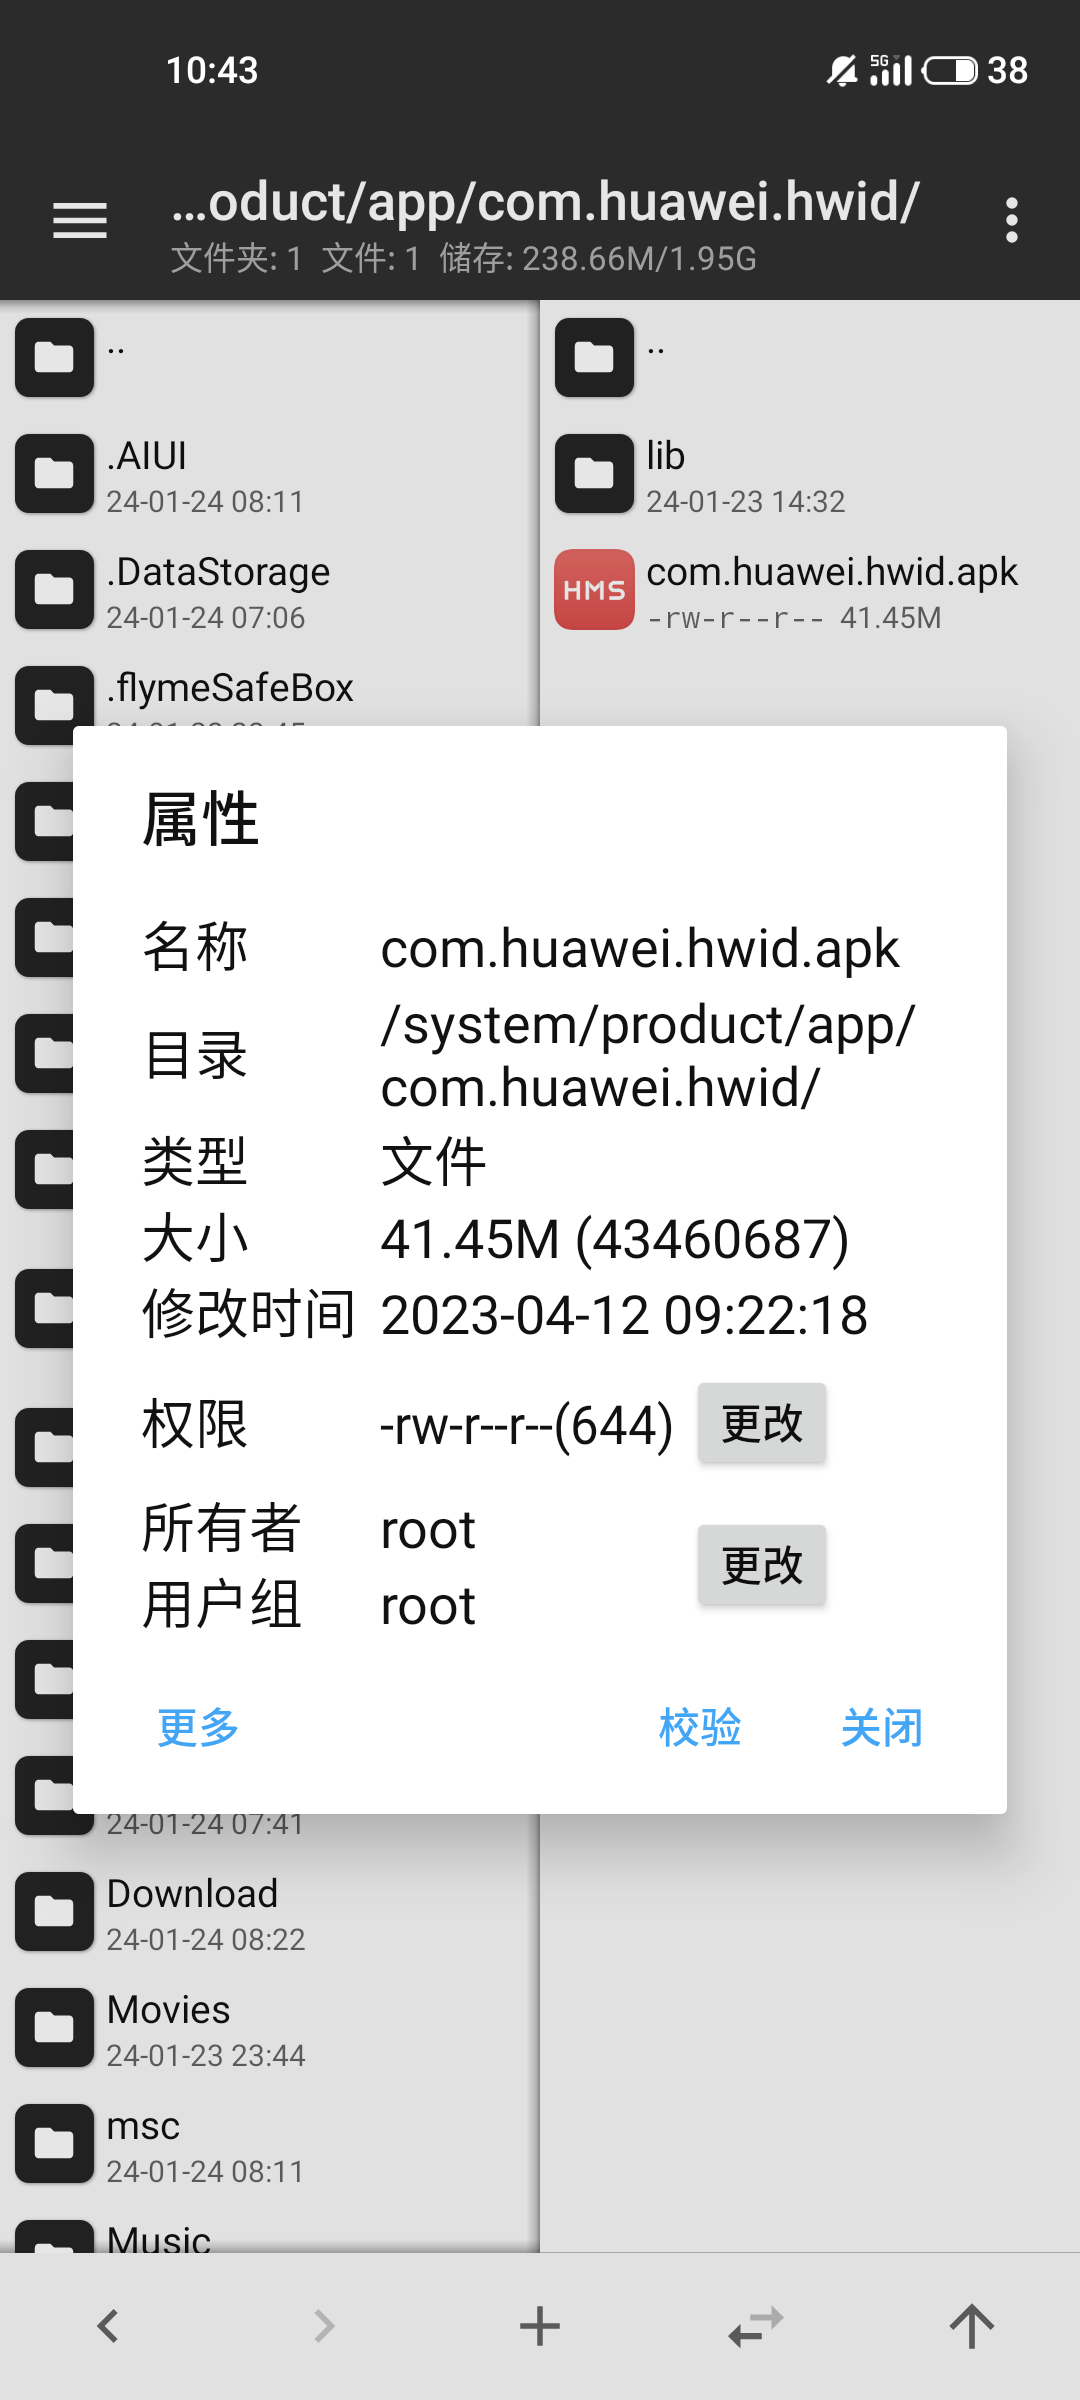 10:43
5G
38
...oduct/app/com.huawei.hwid/
文件夹: 1 文件: 1 储存: 238.66M/1.95G
..
.AIUI
24-01-24 08:11
.DataStorage
24-01-24 07:06
.flymeSafeBox
..
lib
24-01-23 14:32
HMS
com.huawei.hwid.apk
-rw-r--r-- 41.45M
属性
名称 com.huawei.hwid.apk
目录 /system/product/app/
com.huawei.hwid/
类型 文件
大小 41.45M (43460687)
修改时间 2023-04-12 09:22:18
权限 -rw-r--r--(644) 更改
所有者 root
更改
用户组 root
更多 校验 关闭
24-01-24 07:41
Download
24-01-24 08:22
Movies
24-01-23 23:44
msc
24-01-24 08:11
Music